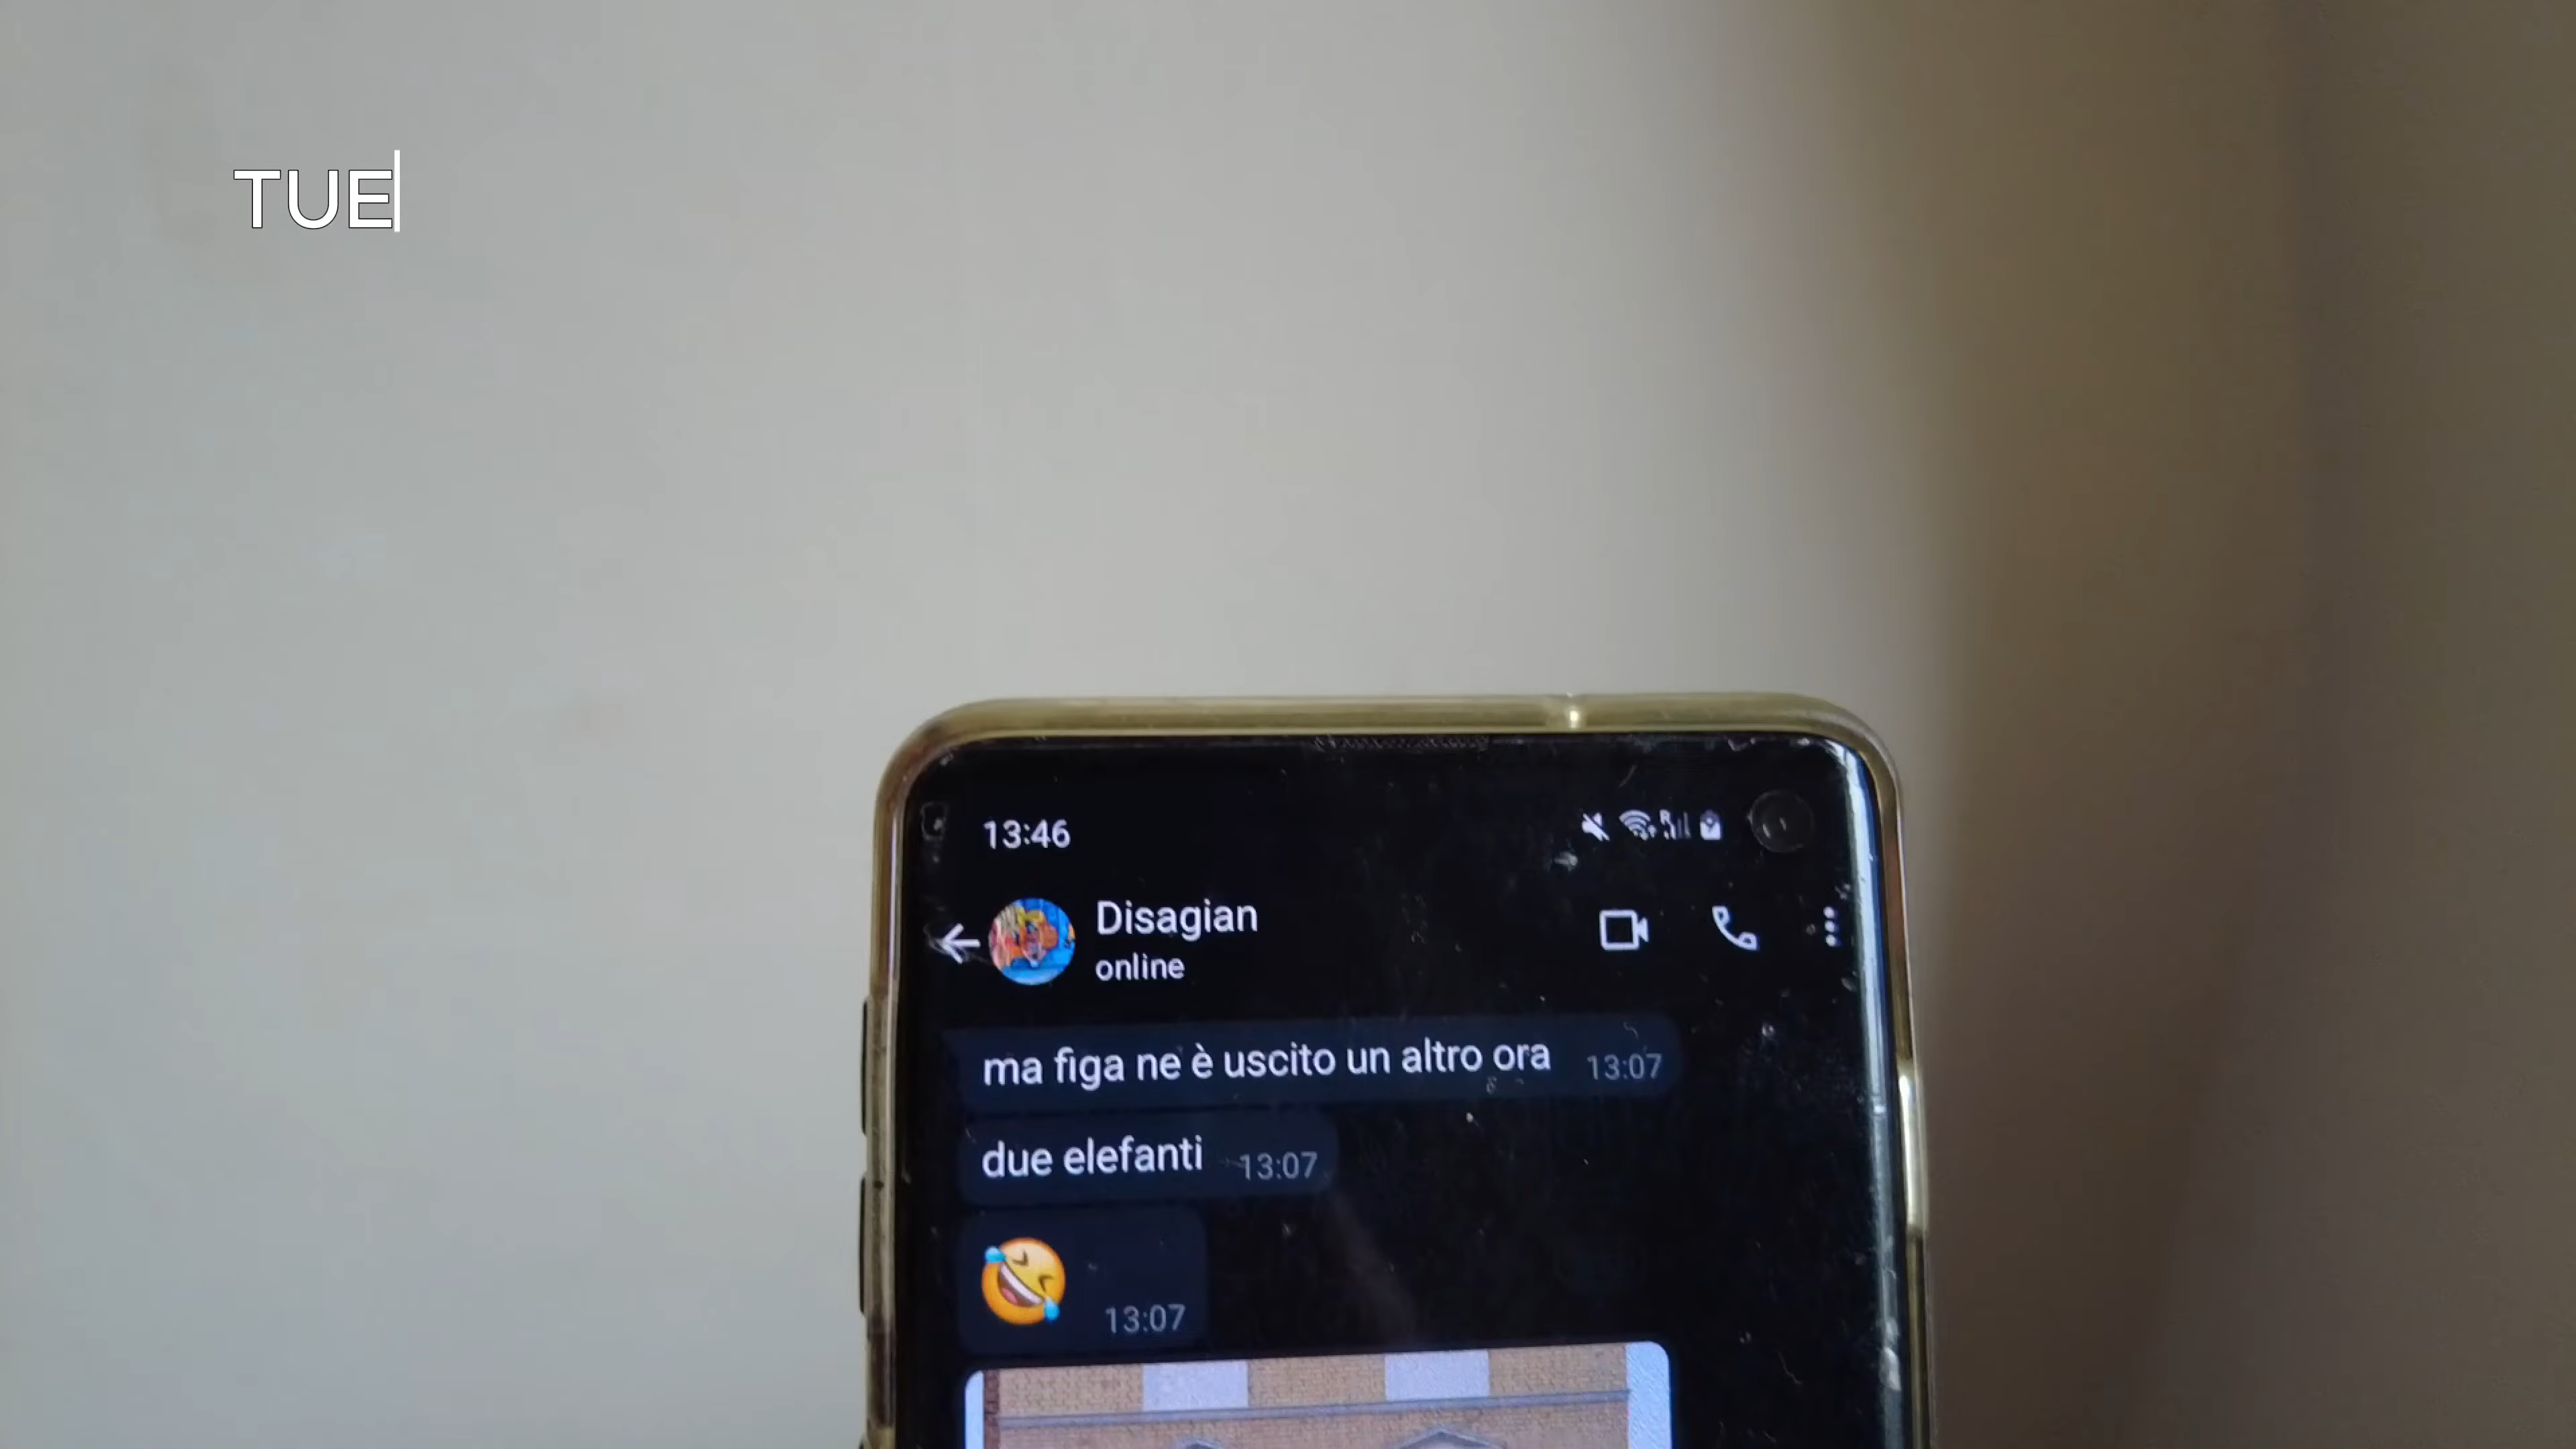 TUE
13:46
Disagian
online
ma figa ne è uscito un altro ora 13:07
due elefanti 13:07
13:07